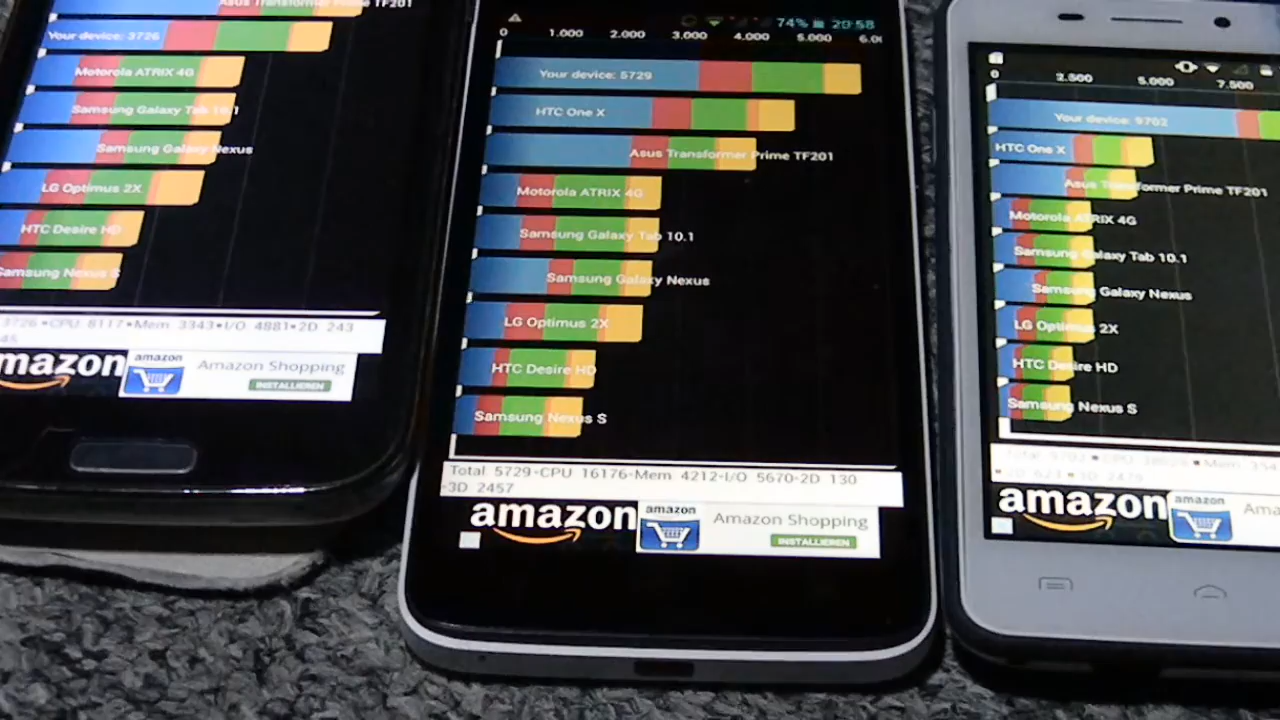 Asus Transformer Prime TF201
Your device: 3726
Motorola ATRIX 4G
Samsung Galaxy Tab 10.1
Samsung Galaxy Nexus
LG Optimus 2X
HTC Desire HD
Samsung Nexus S
3726•CPU 8117•Mem 3343•I/O 4881•2D 243
amazon
amazon
Amazon Shopping
INSTALLIEREN
74% 20:58
0 1.000 2.000 3.000 4.000 5.000
Your device: 5729
HTC One X
Asus Transformer Prime TF201
Motorola ATRIX 4G
Samsung Galaxy Tab 10.1
Samsung Galaxy Nexus
LG Optimus 2X
HTC Desire HD
Samsung Nexus S
Total 5729•CPU 16176•Mem 4212•I/O 5670•2D 130
•3D 2457
amazon
amazon
Amazon Shopping
INSTALLIEREN
0 2.500 5.000 7.500
Your device: 9702
HTC One X
Asus Transformer Prime TF201
Motorola ATRIX 4G
Samsung Galaxy Tab 10.1
Samsung Galaxy Nexus
LG Optimus 2X
HTC Desire HD
Samsung Nexus S
Total 9702 • CPU
amazon
amazon